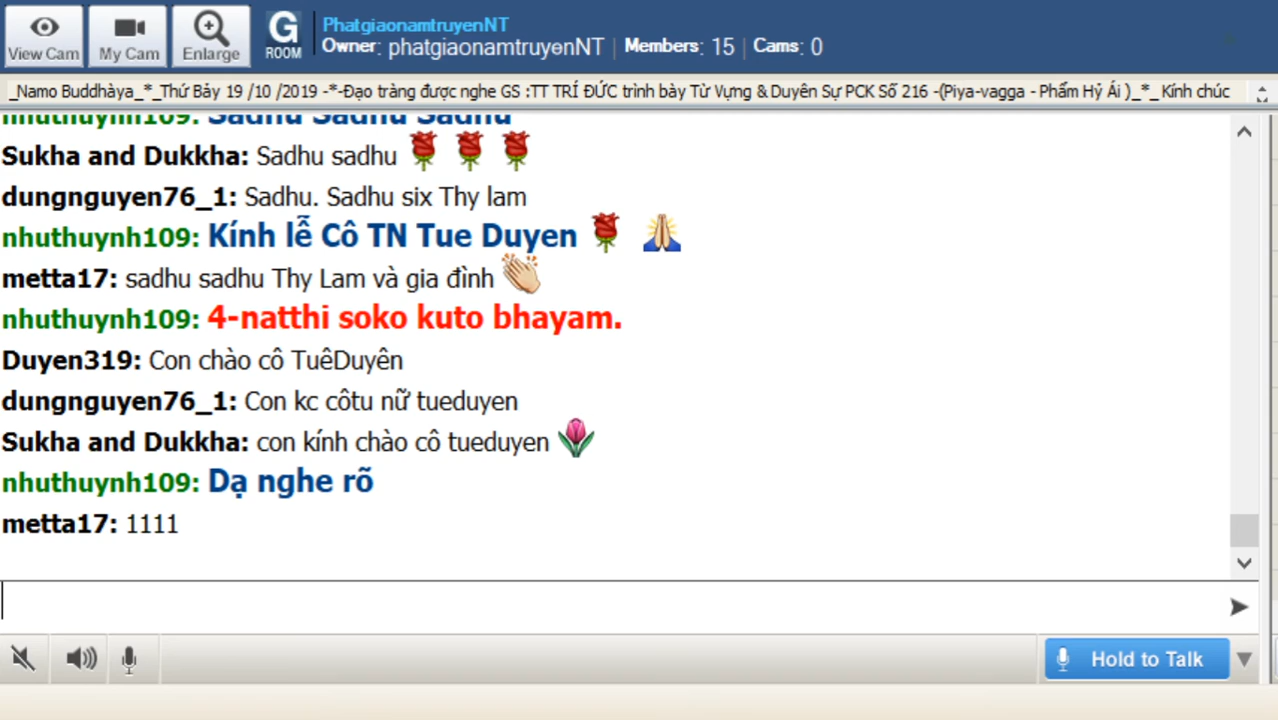 PhatgiaonamtruyenNT
View Cam My Cam Enlarge G ROOM Owner: phatgiaonamtruyenNT | Members: 15 | Cams: 0
_Namo Buddhàya_*_Thứ Bảy 19 /10 /2019 -*-Đạo tràng được nghe GS :TT TRÍ ĐỨC trình bày Từ Vựng & Duyên Sự PCK Số 216 -(Piya-vagga - Phẩm Hỷ Ái )_*_ Kính chúc
nhuthuynh109: Sadhu Sadhu Sadhu
Sukha and Dukkha: Sadhu sadhu
dungnguyen76_1: Sadhu. Sadhu six Thy lam
nhuthuynh109: Kính lễ Cô TN Tue Duyen
metta17: sadhu sadhu Thy Lam và gia đình
nhuthuynh109: 4-natthi soko kuto bhayam.
Duyen319: Con chào cô TuêDuyên
dungnguyen76_1: Con kc côtu nữ tueduyen
Sukha and Dukkha: con kính chào cô tueduyen
nhuthuynh109: Dạ nghe rõ
metta17: 1111
Hold to Talk